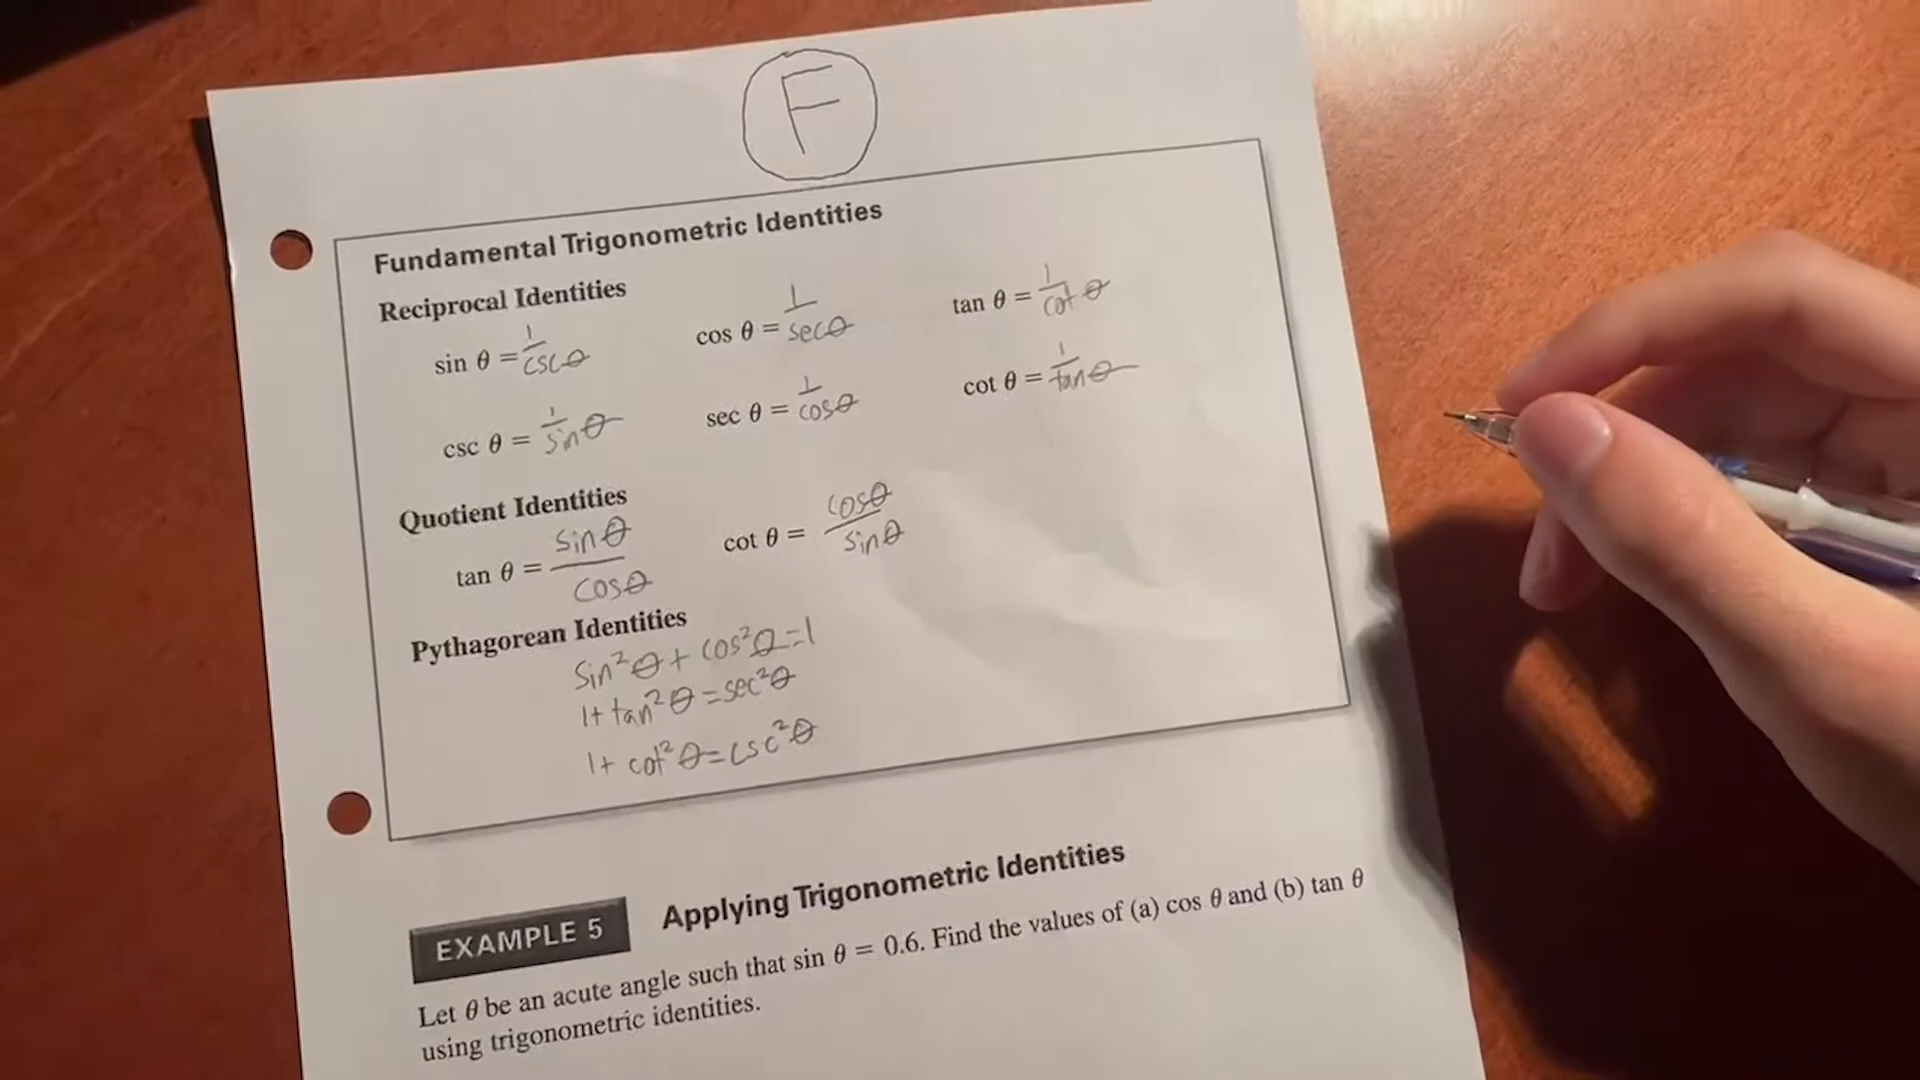 F
Fundamental Trigonometric Identities
Reciprocal Identities
sin θ = 1/cscθ
cos θ = 1/secθ
tan θ = 1/cot θ
csc θ = 1/sinθ
sec θ = 1/cosθ
cot θ = 1/tanθ
Quotient Identities
tan θ = sinθ/cosθ
cot θ = cosθ/sinθ
Pythagorean Identities
sin²θ + cos²θ = 1
1 + tan²θ = sec²θ
1 + cot²θ = csc²θ
EXAMPLE 5 Applying Trigonometric Identities
Let θ be an acute angle such that sin θ = 0.6. Find the values of (a) cos θ and (b) tan θ
using trigonometric identities.